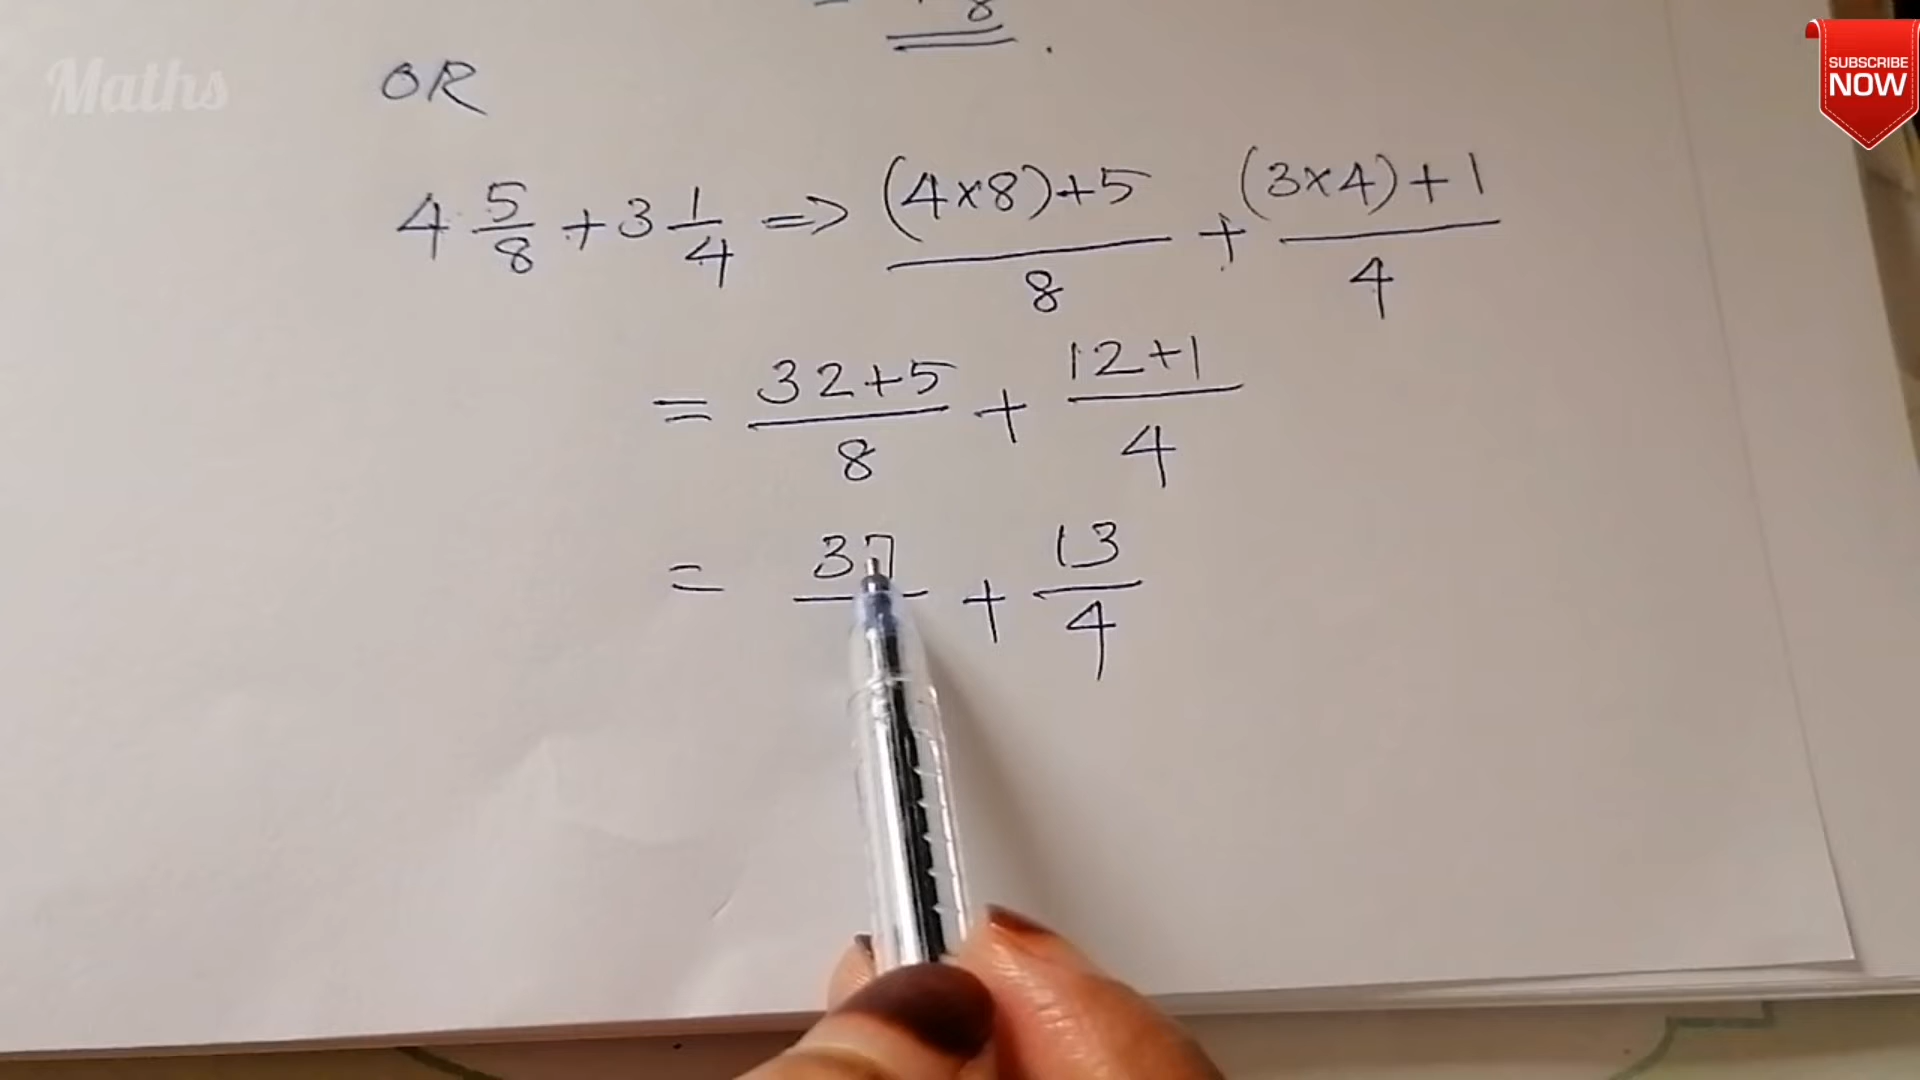 8
Maths
SUBSCRIBE
NOW
OR
4 5/8 + 3 1/4 => (4×8)+5/8 + (3×4)+1/4
= 32+5/8 + 12+1/4
= 37/ + 13/4